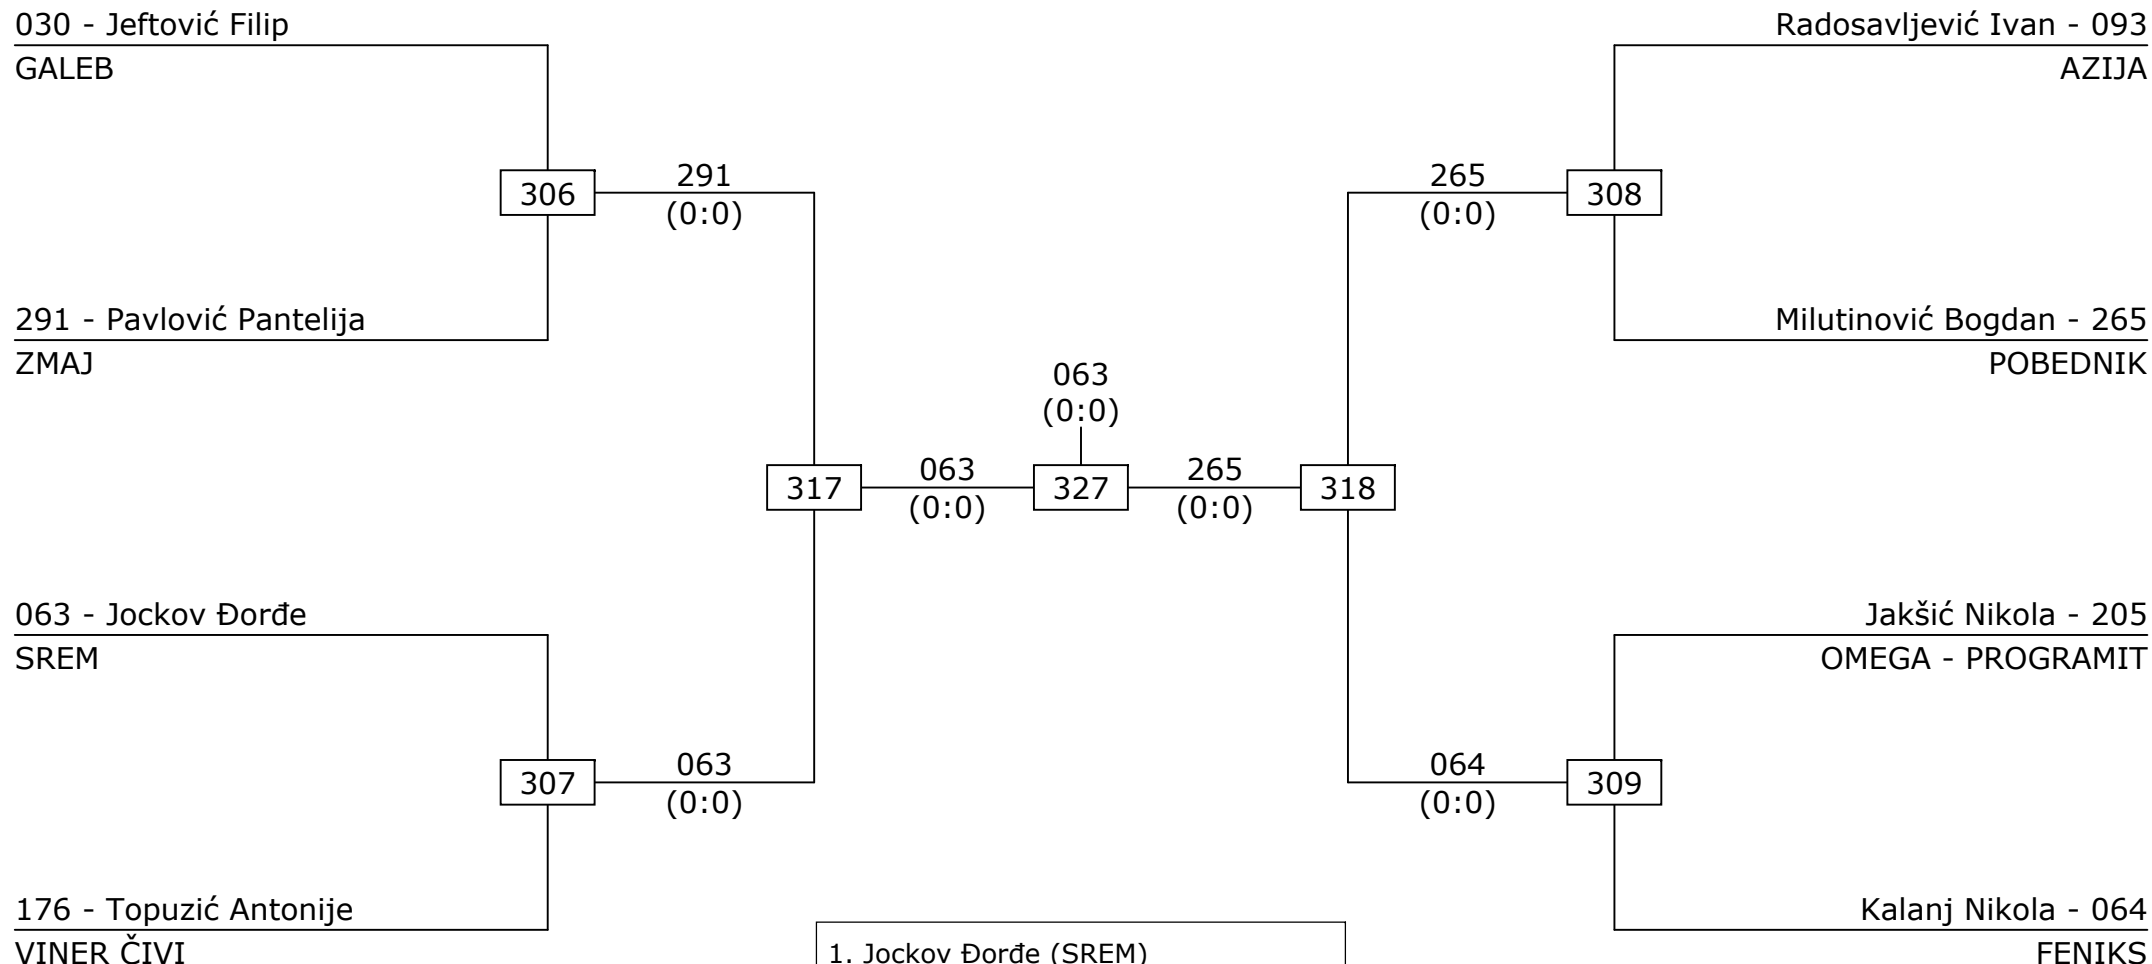 030 - Jeftović Filip
GALEB
Radosavljević Ivan - 093
AZIJA
306
291
(0:0)
265
(0:0)
308
291 - Pavlović Pantelija
ZMAJ
Milutinović Bogdan - 265
POBEDNIK
063
(0:0)
317
063
(0:0)
327
265
(0:0)
318
063 - Jockov Đorđe
SREM
Jakšić Nikola - 205
OMEGA - PROGRAMIT
307
063
(0:0)
064
(0:0)
309
176 - Topuzić Antonije
VINER ČIVI
Kalanj Nikola - 064
FENIKS
1. Jockov Đorđe (SREM)